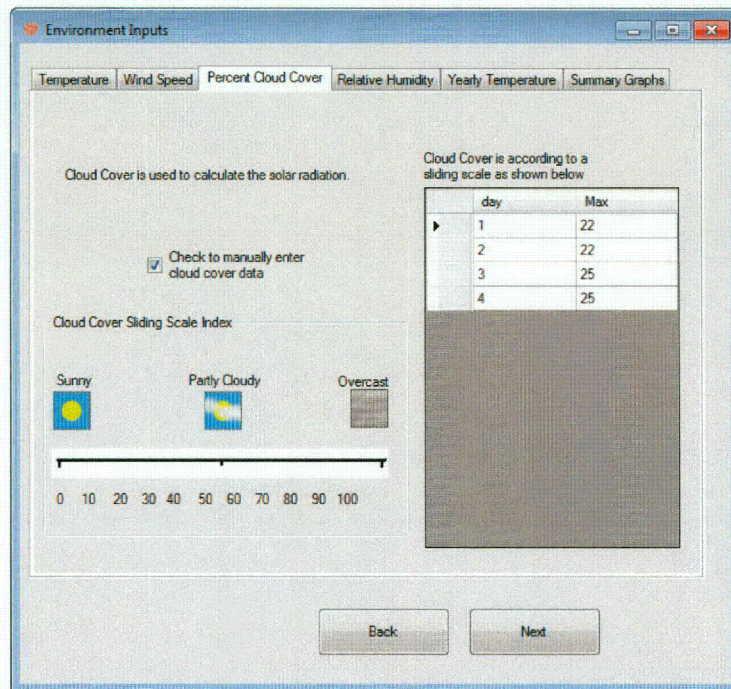 Environment Inputs
Temperature Wind Speed Percent Cloud Cover Relative Humidity Yearly Temperature Summary Graphs
Cloud Cover is used to calculate the solar radiation.
Check to manually enter
cloud cover data
Cloud Cover Sliding Scale Index
Sunny Partly Cloudy Overcast
0 10 20 30 40 50 60 70 80 90 100
Cloud Cover is according to a
sliding scale as shown below
day Max
1 22
2 22
3 25
4 25
Back Next